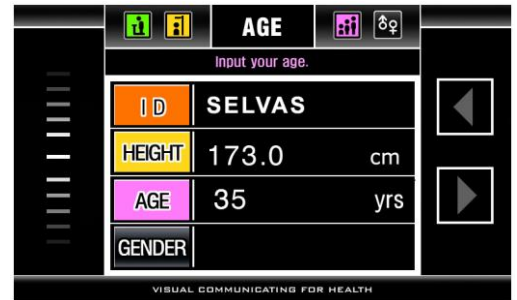 AGE
Input your age.
ID SELVAS
HEIGHT 173.0 cm
AGE 35 yrs
GENDER
VISUAL COMMUNICATING FOR HEALTH